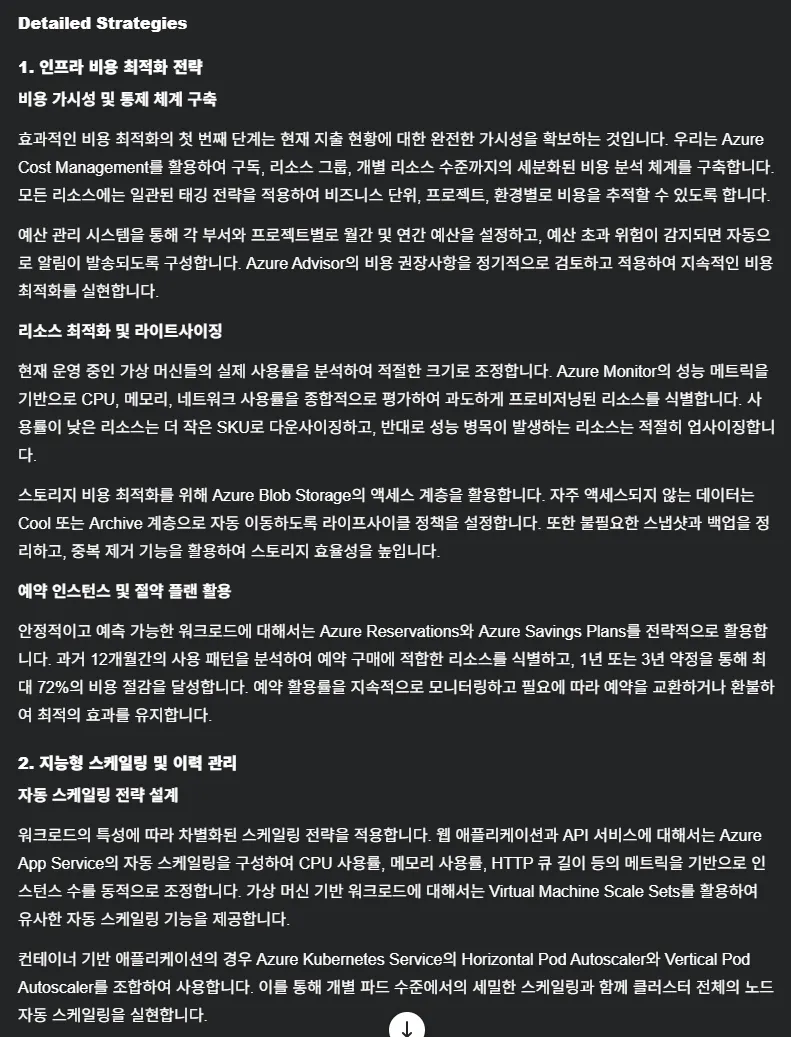 Detailed Strategies
1. 인프라 비용 최적화 전략
비용 가시성 및 통제 체계 구축
효과적인 비용 최적화의 첫 번째 단계는 현재 지출 현황에 대한 완전한 가시성을 확보하는 것입니다. 우리는 Azure
Cost Management를 활용하여 구독, 리소스 그룹, 개별 리소스 수준까지의 세분화된 비용 분석 체계를 구축합니다.
모든 리소스에는 일관된 태깅 전략을 적용하여 비즈니스 단위, 프로젝트, 환경별로 비용을 추적할 수 있도록 합니다.
예산 관리 시스템을 통해 각 부서와 프로젝트별로 월간 및 연간 예산을 설정하고, 예산 초과 위험이 감지되면 자동으
로 알림이 발송되도록 구성합니다. Azure Advisor의 비용 권장사항을 정기적으로 검토하고 적용하여 지속적인 비용
최적화를 실현합니다.
리소스 최적화 및 라이트사이징
현재 운영 중인 가상 머신들의 실제 사용률을 분석하여 적절한 크기로 조정합니다. Azure Monitor의 성능 메트릭을
기반으로 CPU, 메모리, 네트워크 사용률을 종합적으로 평가하여 과도하게 프로비저닝된 리소스를 식별합니다. 사
용률이 낮은 리소스는 더 작은 SKU로 다운사이징하고, 반대로 성능 병목이 발생하는 리소스는 적절히 업사이징합니
다.
스토리지 비용 최적화를 위해 Azure Blob Storage의 액세스 계층을 활용합니다. 자주 액세스되지 않는 데이터는
Cool 또는 Archive 계층으로 자동 이동하도록 라이프사이클 정책을 설정합니다. 또한 불필요한 스냅샷과 백업을 정
리하고, 중복 제거 기능을 활용하여 스토리지 효율성을 높입니다.
예약 인스턴스 및 절약 플랜 활용
안정적이고 예측 가능한 워크로드에 대해서는 Azure Reservations와 Azure Savings Plans를 전략적으로 활용합
니다. 과거 12개월간의 사용 패턴을 분석하여 예약 구매에 적합한 리소스를 식별하고, 1년 또는 3년 약정을 통해 최
대 72%의 비용 절감을 달성합니다. 예약 활용률을 지속적으로 모니터링하고 필요에 따라 예약을 교환하거나 환불하
여 최적의 효과를 유지합니다.
2. 지능형 스케일링 및 이력 관리
자동 스케일링 전략 설계
워크로드의 특성에 따라 차별화된 스케일링 전략을 적용합니다. 웹 애플리케이션과 API 서비스에 대해서는 Azure
App Service의 자동 스케일링을 구성하여 CPU 사용률, 메모리 사용률, HTTP 큐 길이 등의 메트릭을 기반으로 인
스턴스 수를 동적으로 조정합니다. 가상 머신 기반 워크로드에 대해서는 Virtual Machine Scale Sets를 활용하여
유사한 자동 스케일링 기능을 제공합니다.
컨테이너 기반 애플리케이션의 경우 Azure Kubernetes Service의 Horizontal Pod Autoscaler와 Vertical Pod
Autoscaler를 조합하여 사용합니다. 이를 통해 개별 파드 수준에서의 세밀한 스케일링과 함께 클러스터 전체의 노드
자동 스케일링을 실현합니다.